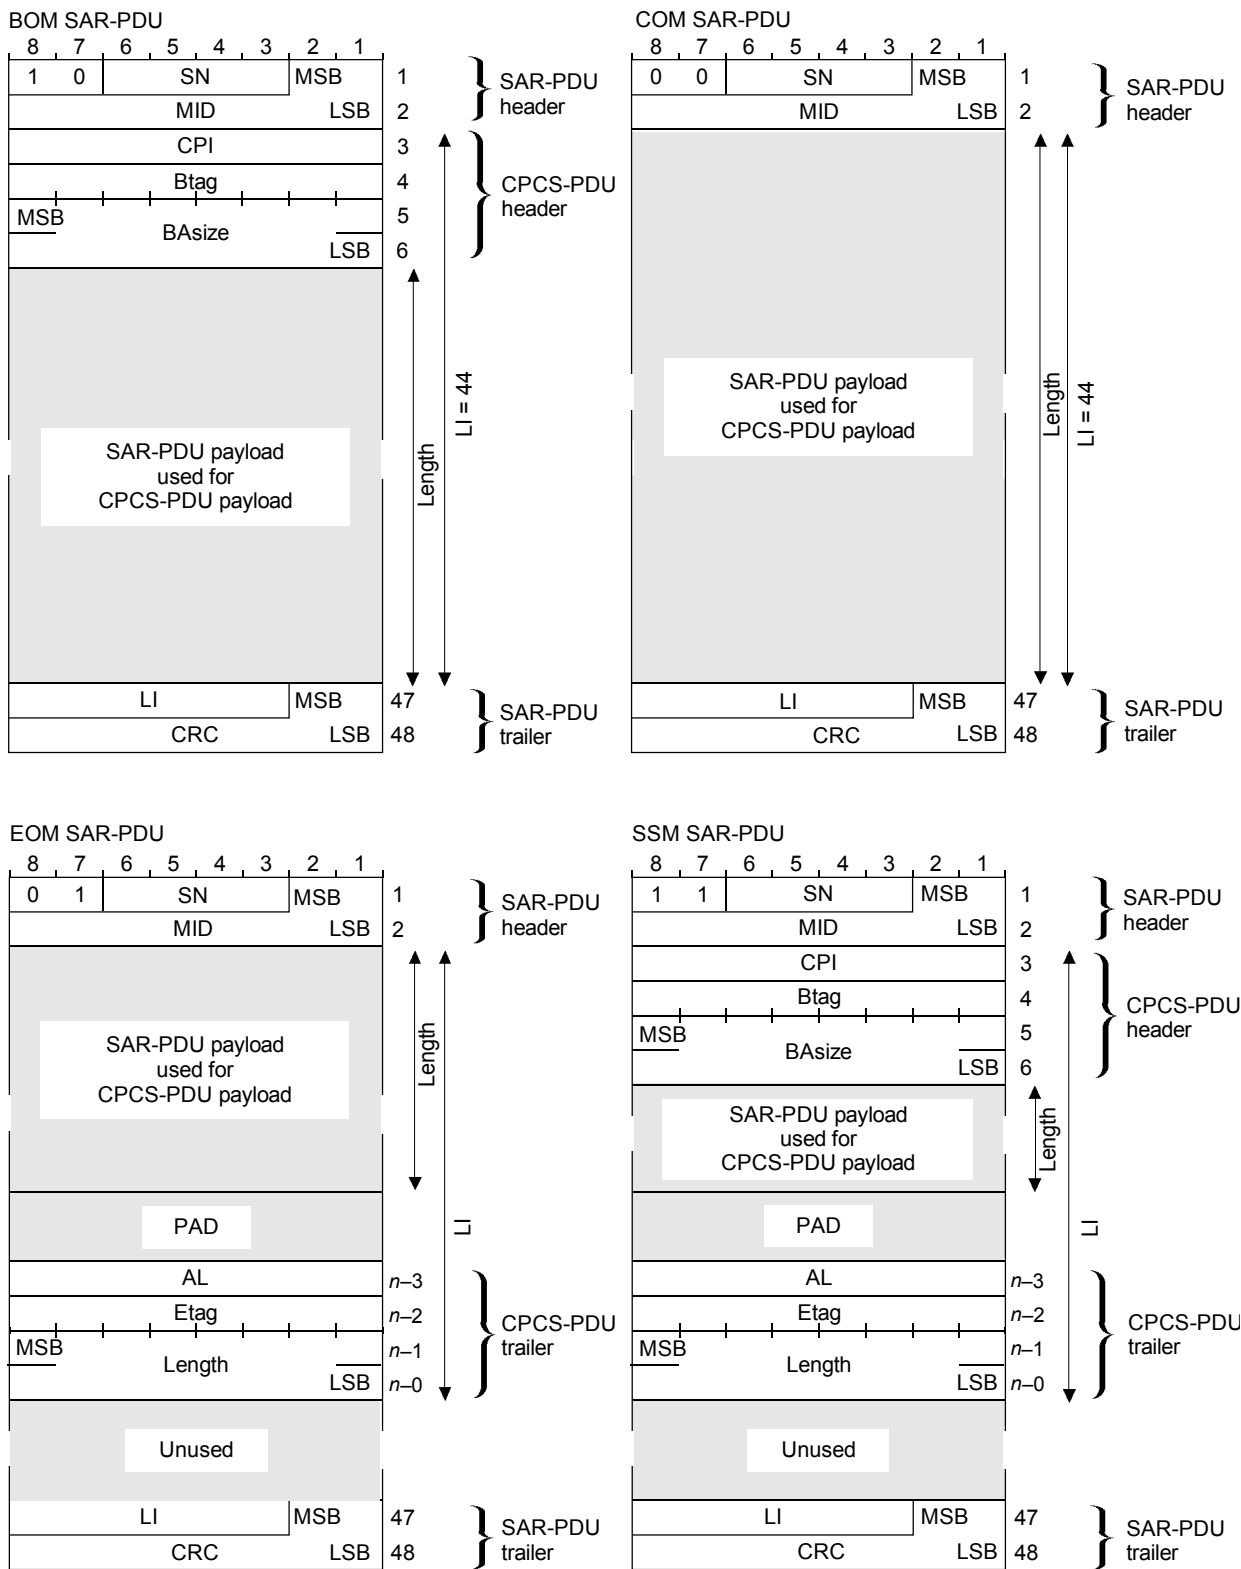 BOM SAR-PDU
8 7 6 5 4 3 2 1
1 0 SN MSB 1
MID LSB 2
SAR-PDU
header
CPI 3
Btag 4
MSB 5
BAsize
LSB 6
CPCS-PDU
header
SAR-PDU payload
used for
CPCS-PDU payload
Length
LI = 44
LI MSB 47
CRC LSB 48
SAR-PDU
trailer
COM SAR-PDU
8 7 6 5 4 3 2 1
0 0 SN MSB 1
MID LSB 2
SAR-PDU
header
SAR-PDU payload
used for
CPCS-PDU payload
Length
LI = 44
LI MSB 47
CRC LSB 48
SAR-PDU
trailer
EOM SAR-PDU
8 7 6 5 4 3 2 1
0 1 SN MSB 1
MID LSB 2
SAR-PDU
header
SAR-PDU payload
used for
CPCS-PDU payload
Length
LI
PAD
AL n–3
Etag n–2
MSB n–1
Length
LSB n–0
CPCS-PDU
trailer
Unused
LI MSB 47
CRC LSB 48
SAR-PDU
trailer
SSM SAR-PDU
8 7 6 5 4 3 2 1
1 1 SN MSB 1
MID LSB 2
SAR-PDU
header
CPI 3
Btag 4
MSB 5
BAsize
LSB 6
CPCS-PDU
header
SAR-PDU payload
used for
CPCS-PDU payload
Length
LI
PAD
AL n–3
Etag n–2
MSB n–1
Length
LSB n–0
CPCS-PDU
trailer
Unused
LI MSB 47
CRC LSB 48
SAR-PDU
trailer